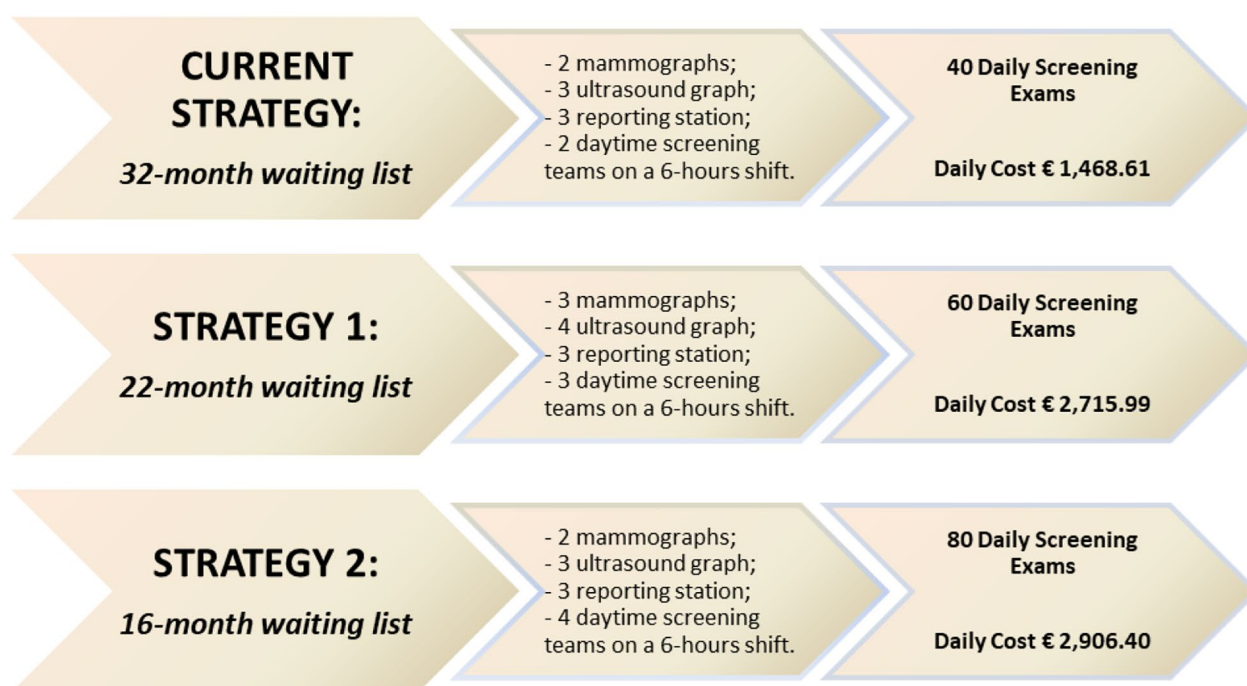 CURRENT
STRATEGY:
32-month waiting list
- 2 mammographs;
- 3 ultrasound graph;
- 3 reporting station;
- 2 daytime screening
teams on a 6-hours shift.
40 Daily Screening
Exams
Daily Cost € 1,468.61
STRATEGY 1:
22-month waiting list
- 3 mammographs;
- 4 ultrasound graph;
- 3 reporting station;
- 3 daytime screening
teams on a 6-hours shift.
60 Daily Screening
Exams
Daily Cost € 2,715.99
STRATEGY 2:
16-month waiting list
- 2 mammographs;
- 3 ultrasound graph;
- 3 reporting station;
- 4 daytime screening
teams on a 6-hours shift.
80 Daily Screening
Exams
Daily Cost € 2,906.40